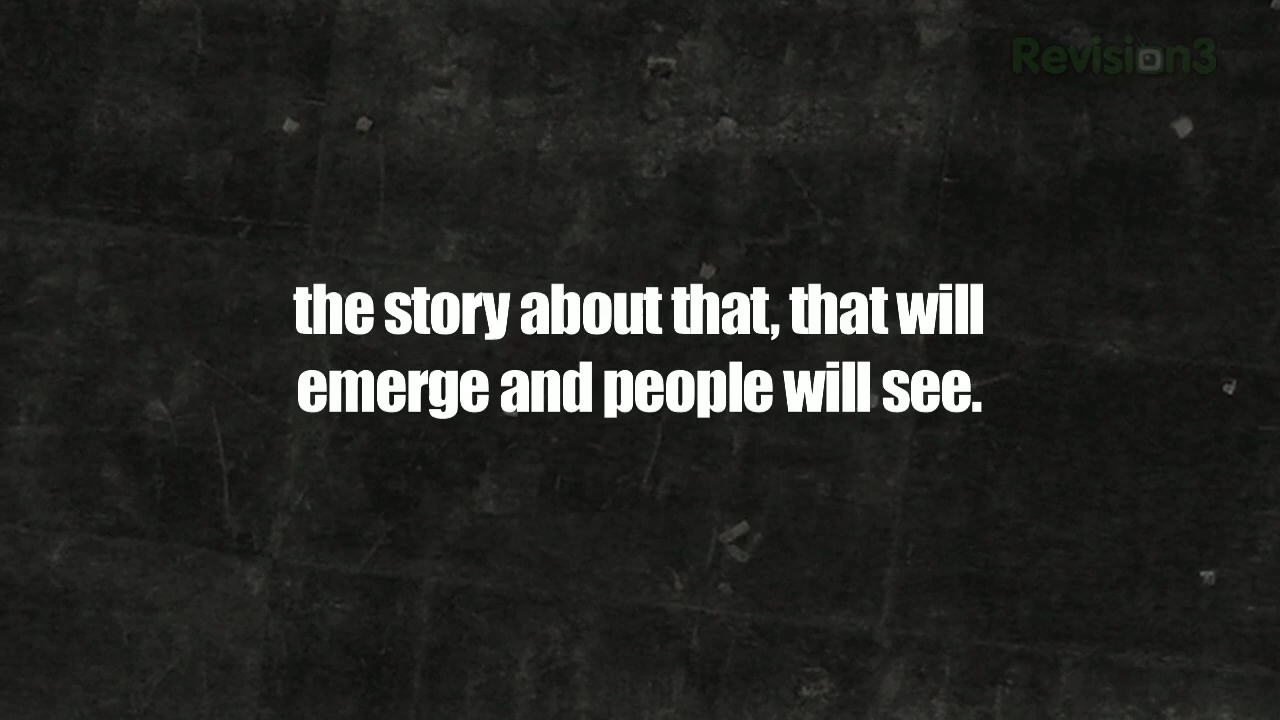 Revision3
the story about that, that will
emerge and people will see.